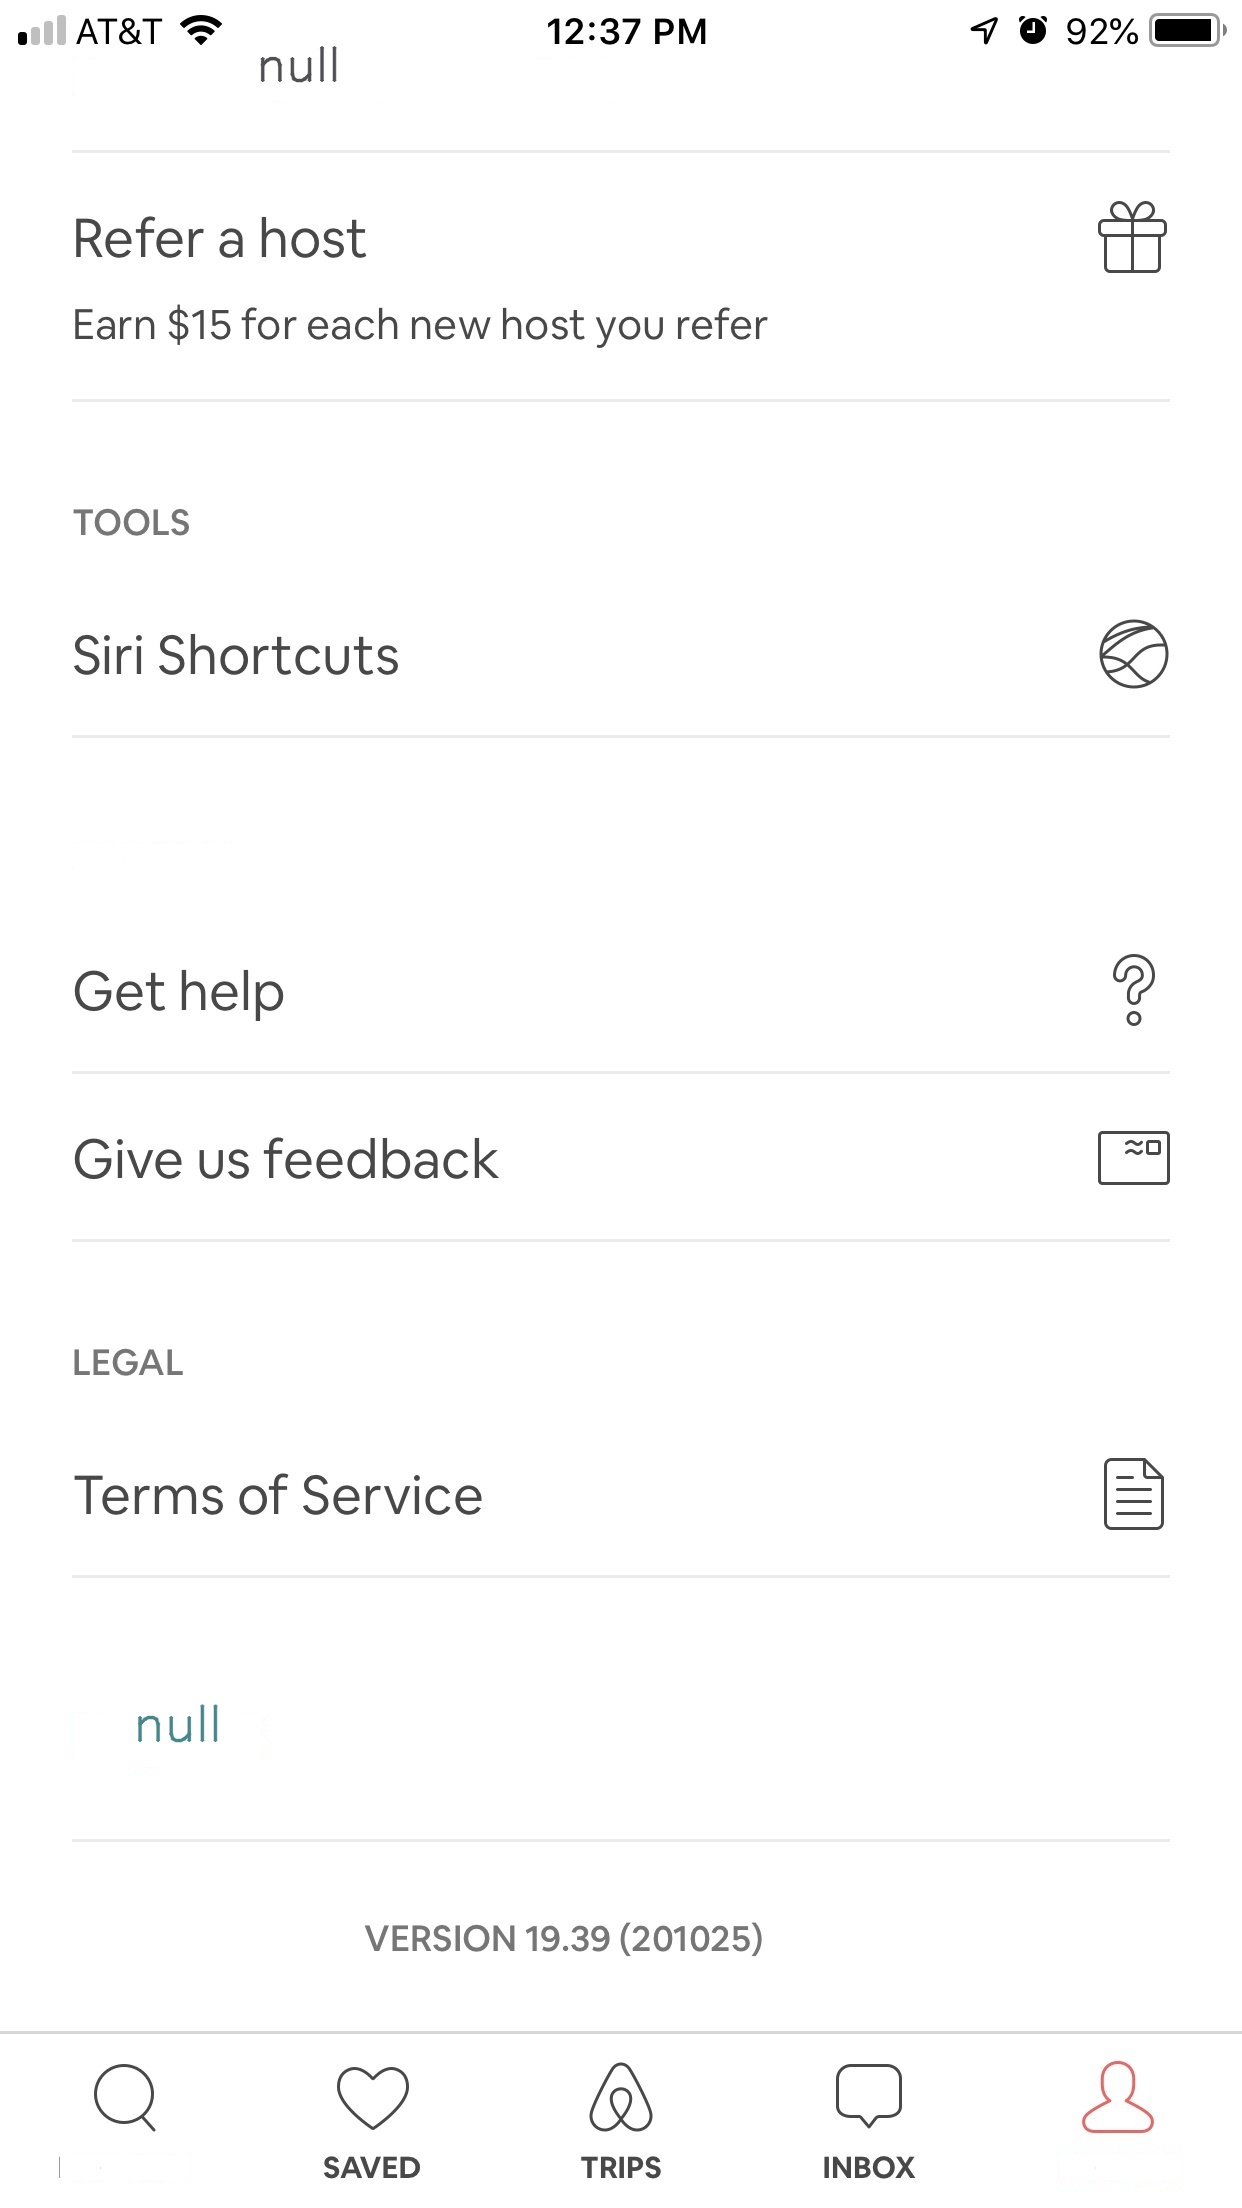 AT&T 12:37 PM 92%
null
Refer a host
Earn $15 for each new host you refer
TOOLS
Siri Shortcuts
Get help
Give us feedback
LEGAL
Terms of Service
null
VERSION 19.39 (201025)
SAVED TRIPS INBOX